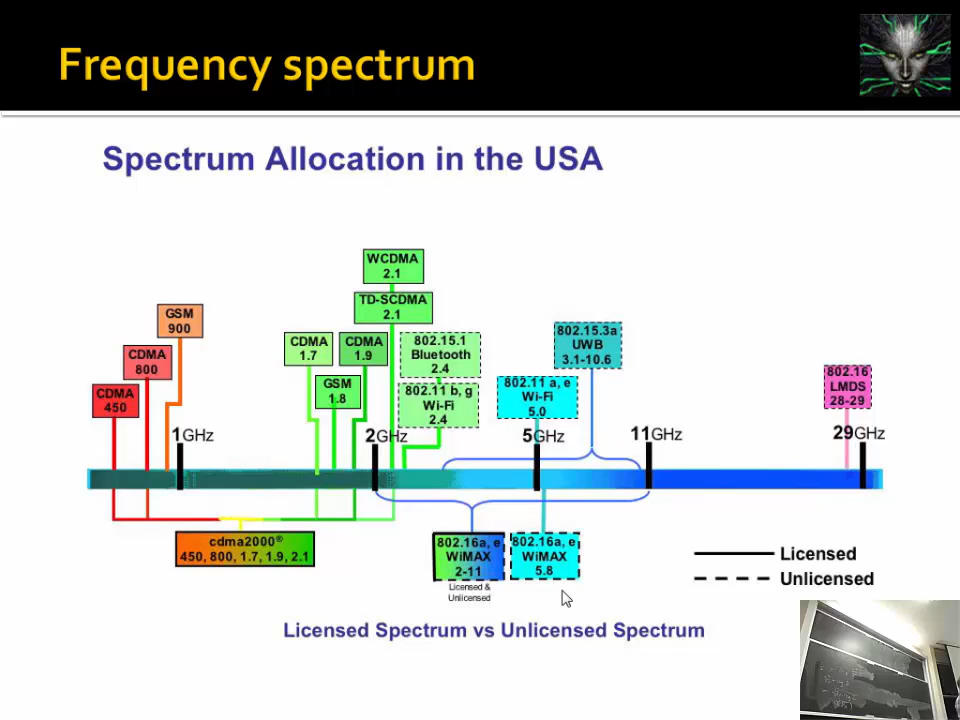 Frequency spectrum
Spectrum Allocation in the USA
WCDMA
2.1
TD-SCDMA
2.1
GSM
900
CDMA
800
CDMA
450
CDMA
1.7
CDMA
1.9
GSM
1.8
802.15.1
Bluetooth
2.4
802.11 b, g
Wi-Fi
2.4
802.11 a, e
Wi-Fi
5.0
802.15.3a
UWB
3.1-10.6
802.16
LMDS
28-29
1GHz
2GHz
5GHz
11GHz
29GHz
cdma2000®
450, 800, 1.7, 1.9, 2.1
802.16a, e
WiMAX
2-11
Licensed &
Unlicensed
802.16a, e
WiMAX
5.8
Licensed
Unlicensed
Licensed Spectrum vs Unlicensed Spectrum